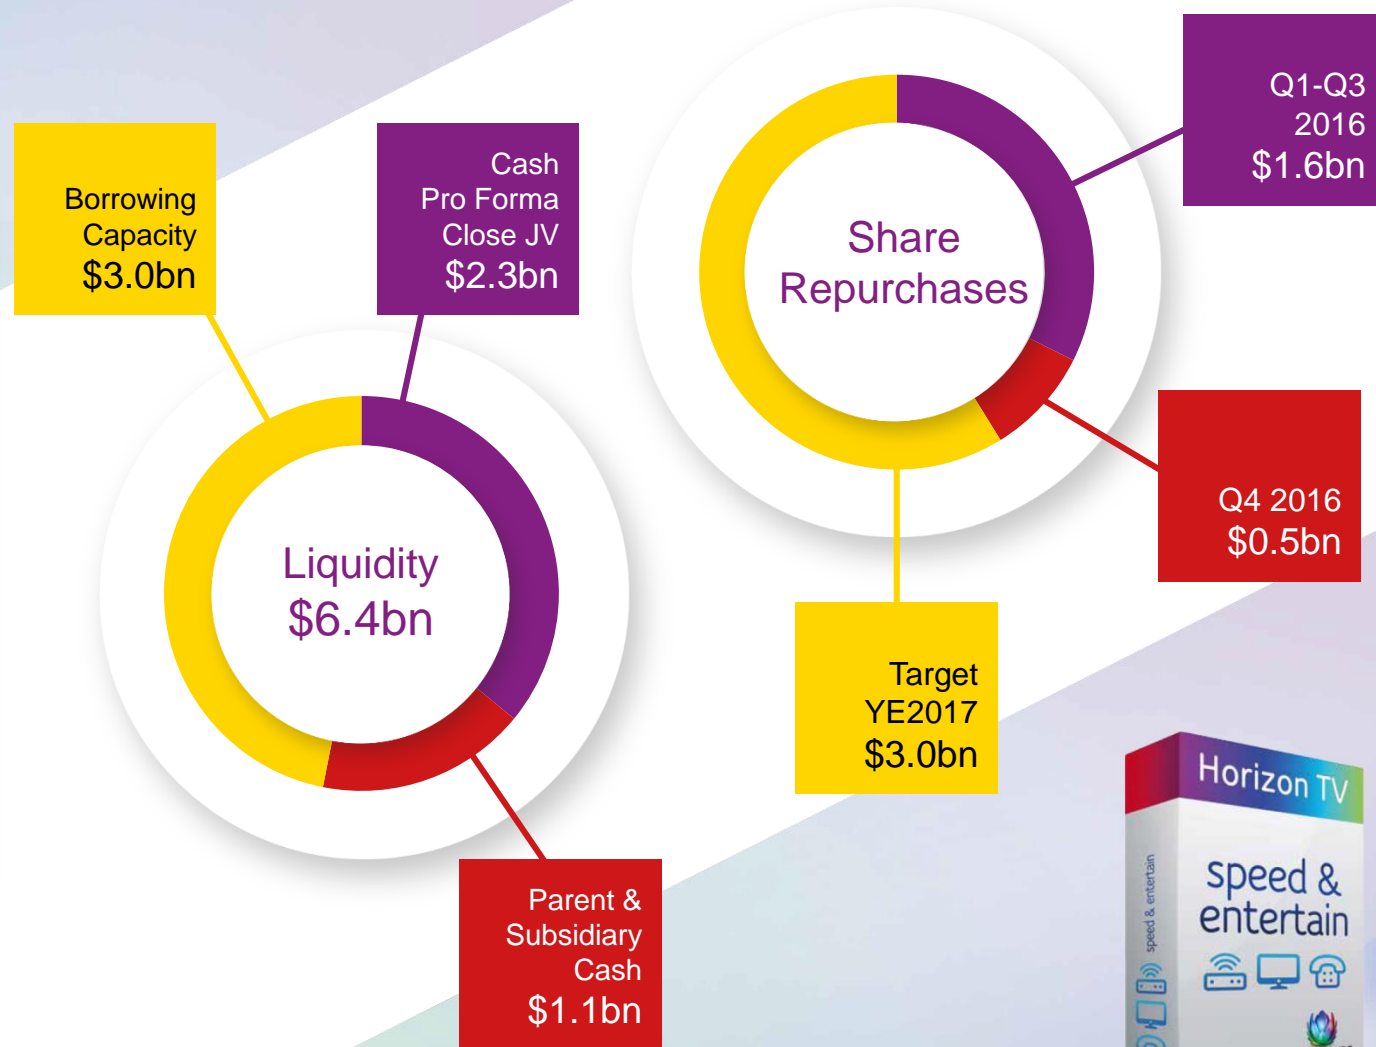 Borrowing
Capacity
$3.0bn
Cash
Pro Forma
Close JV
$2.3bn
Liquidity
$6.4bn
Parent &
Subsidiary
Cash
$1.1bn
Share
Repurchases
Q1-Q3
2016
$1.6bn
Q4 2016
$0.5bn
Target
YE2017
$3.0bn
Horizon TV
speed &
entertain
speed & entertain